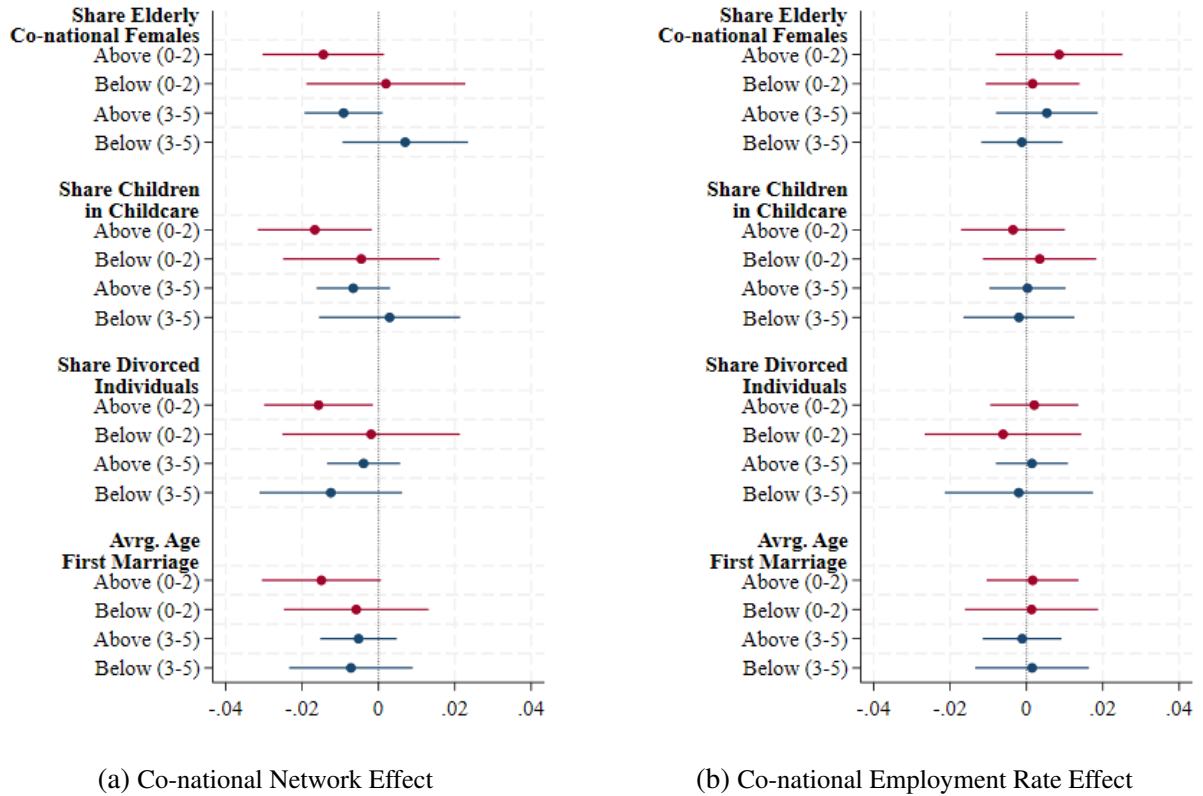 Share Elderly
Co-national Females
Above (0-2)
Below (0-2)
Above (3-5)
Below (3-5)
Share Children
in Childcare
Above (0-2)
Below (0-2)
Above (3-5)
Below (3-5)
Share Divorced
Individuals
Above (0-2)
Below (0-2)
Above (3-5)
Below (3-5)
Avrg. Age
First Marriage
Above (0-2)
Below (0-2)
Above (3-5)
Below (3-5)
-.04 -.02 0 .02 .04
(a) Co-national Network Effect
Share Elderly
Co-national Females
Above (0-2)
Below (0-2)
Above (3-5)
Below (3-5)
Share Children
in Childcare
Above (0-2)
Below (0-2)
Above (3-5)
Below (3-5)
Share Divorced
Individuals
Above (0-2)
Below (0-2)
Above (3-5)
Below (3-5)
Avrg. Age
First Marriage
Above (0-2)
Below (0-2)
Above (3-5)
Below (3-5)
-.04 -.02 0 .02 .04
(b) Co-national Employment Rate Effect